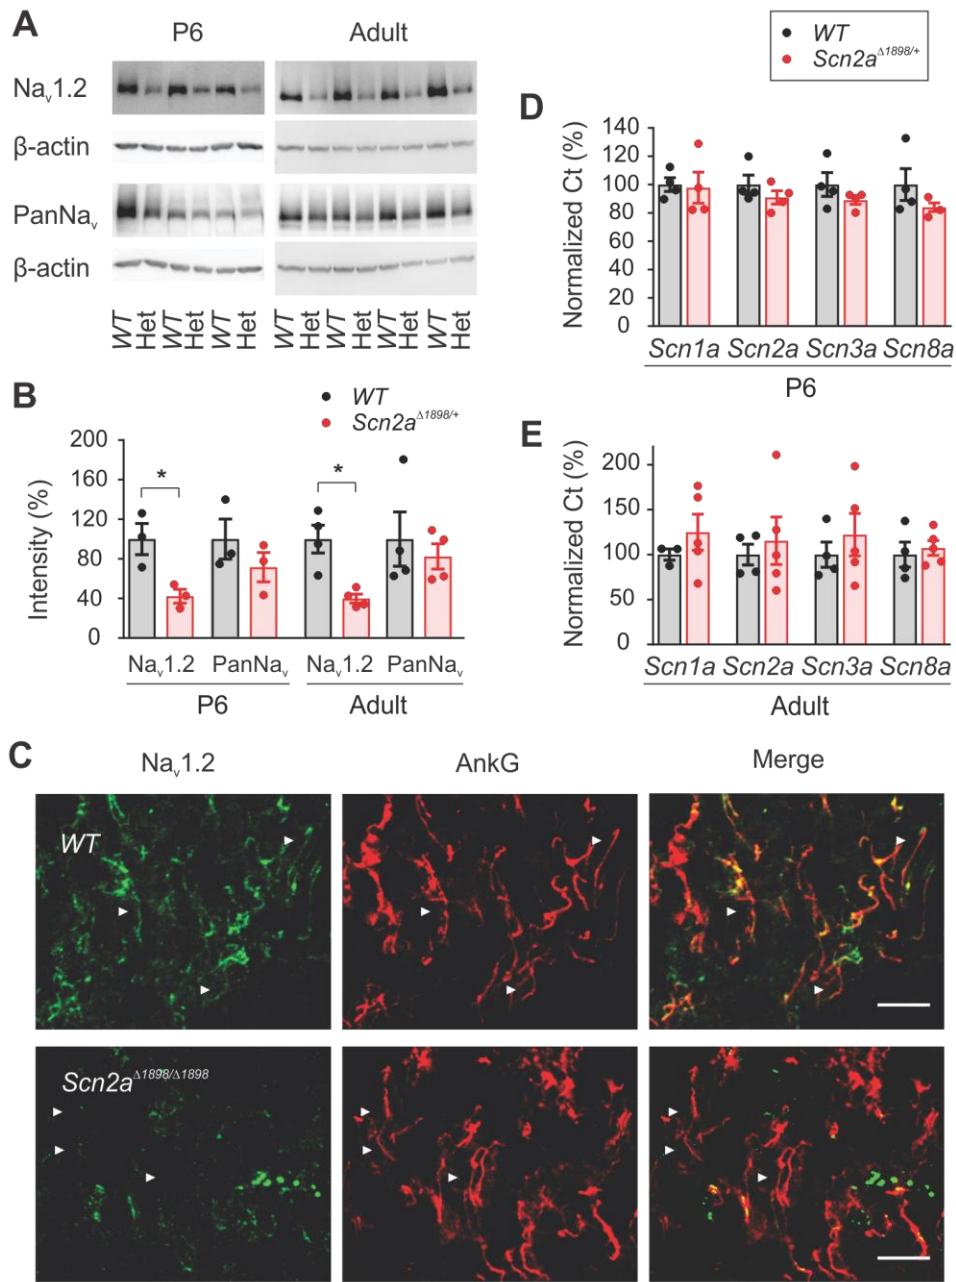 A
P6 Adult
Nav1.2
β-actin
PanNav
β-actin
WT Het WT Het WT Het WT Het WT Het WT Het WT Het
B
WT
Scn2aΔ1898/+
Intensity (%)
200
160
120
80
40
0
* *
Nav1.2 PanNav Nav1.2 PanNav
P6 Adult
WT
Scn2aΔ1898/+
D
Normalized Ct (%)
140
120
100
80
60
40
20
0
Scn1a Scn2a Scn3a Scn8a
P6
E
Normalized Ct (%)
200
150
100
50
0
Scn1a Scn2a Scn3a Scn8a
Adult
C
Nav1.2 AnkG Merge
WT
Scn2aΔ1898/Δ1898